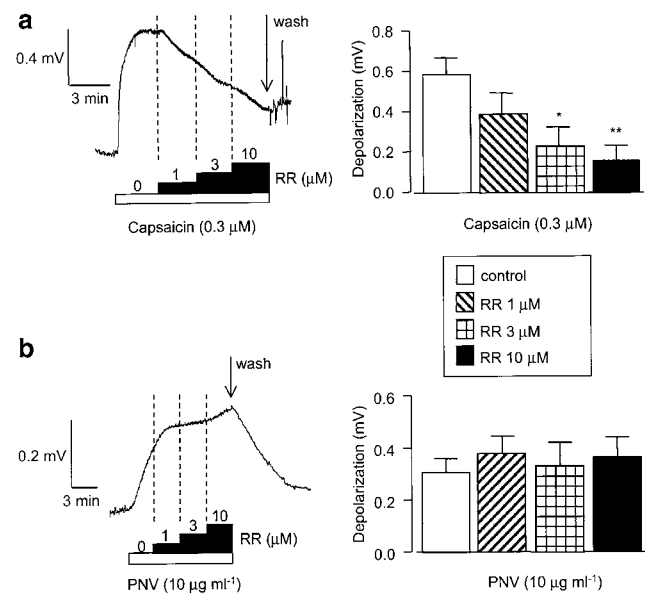 a
wash
0.4 mV
3 min
0
1
3
10
RR (μM)
Capsaicin (0.3 μM)
Depolarization (mV)
0.8
0.6
0.4
0.2
0.0
*
**
Capsaicin (0.3 μM)
control
RR 1 μM
RR 3 μM
RR 10 μM
b
wash
0.2 mV
3 min
0
1
3
10
RR (μM)
PNV (10 μg ml-1)
Depolarization (mV)
0.6
0.4
0.2
0.0
PNV (10 μg ml-1)